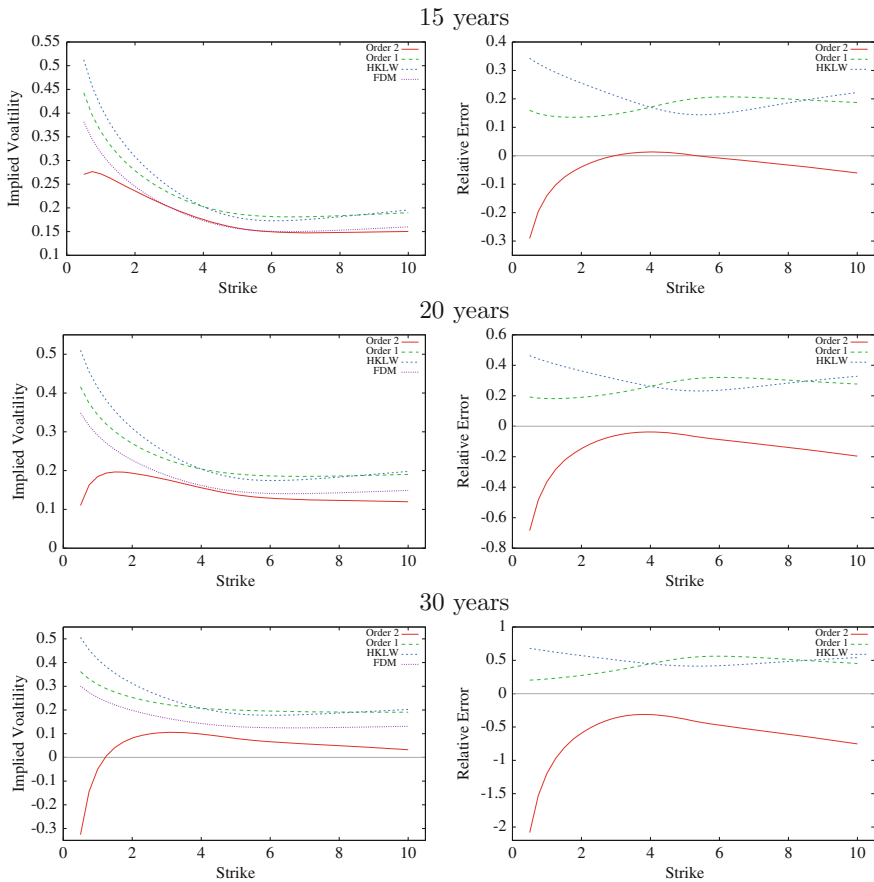 15 years
Implied Voaltility
0.55
0.5
0.45
0.4
0.35
0.3
0.25
0.2
0.15
0.1
0 2 4 6 8 10
Strike
Order 2
Order 1
HKLW
FDM
Relative Error
0.4
0.3
0.2
0.1
0
-0.1
-0.2
-0.3
0 2 4 6 8 10
Strike
Order 2
Order 1
HKLW
20 years
Implied Voaltility
0.5
0.4
0.3
0.2
0.1
0
0 2 4 6 8 10
Strike
Order 2
Order 1
HKLW
FDM
Relative Error
0.6
0.4
0.2
0
-0.2
-0.4
-0.6
-0.8
0 2 4 6 8 10
Strike
Order 2
Order 1
HKLW
30 years
Implied Voaltility
0.5
0.4
0.3
0.2
0.1
0
-0.1
-0.2
-0.3
0 2 4 6 8 10
Strike
Order 2
Order 1
HKLW
FDM
Relative Error
1
0.5
0
-0.5
-1
-1.5
-2
0 2 4 6 8 10
Strike
Order 2
Order 1
HKLW